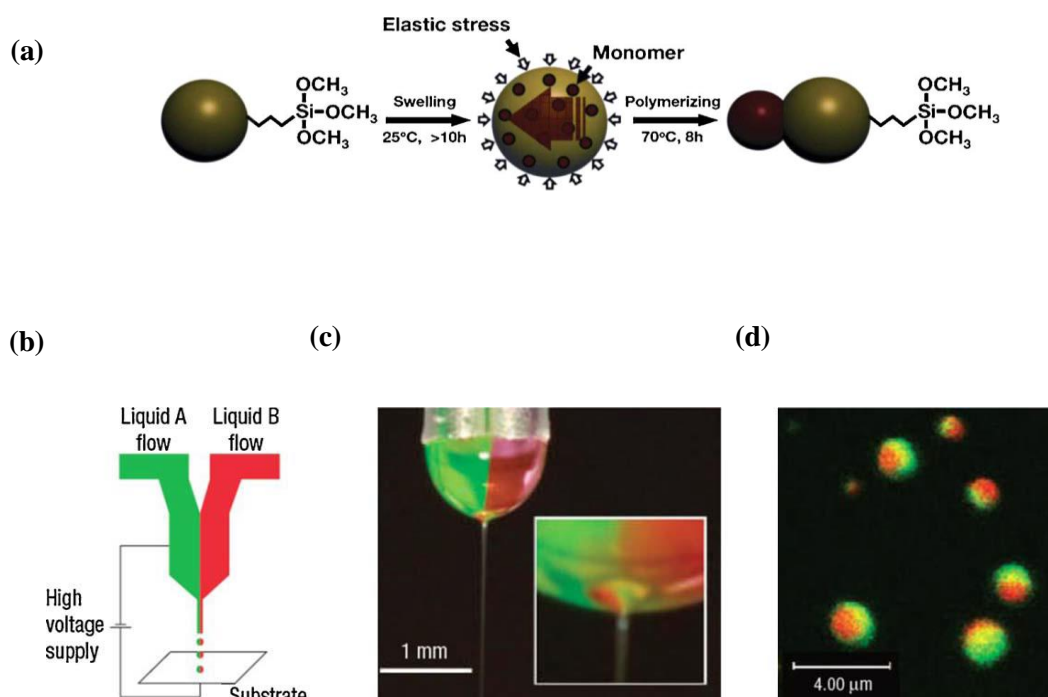 (a)
Elastic stress
Monomer
OCH3
Si—OCH3
OCH3
Swelling
25°C, >10h
Polymerizing
70°C, 8h
OCH3
Si—OCH3
OCH3
(b)
(c)
(d)
Liquid A
flow
Liquid B
flow
High
voltage
supply
Substrate
1 mm
4.00 µm